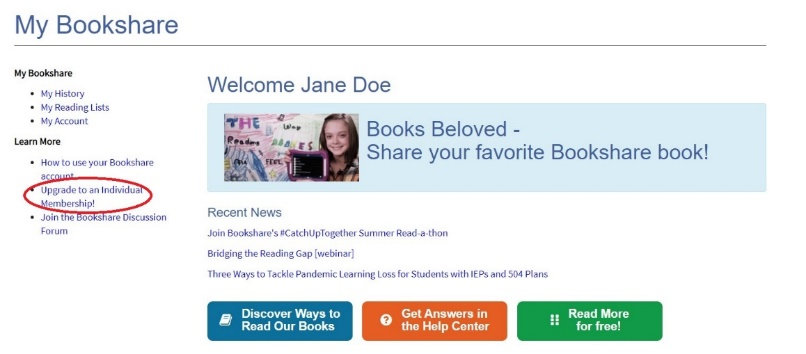 My Bookshare
My Bookshare
My History
My Reading Lists
My Account
Learn More
How to use your Bookshare
account
Upgrade to an Individual
Membership!
Join the Bookshare Discussion
Forum
Welcome Jane Doe
THE
Way
Reading
FEEL
Books Beloved -
Share your favorite Bookshare book!
Recent News
Join Bookshare's #CatchUpTogether Summer Read-a-thon
Bridging the Reading Gap [webinar]
Three Ways to Tackle Pandemic Learning Loss for Students with IEPs and 504 Plans
Discover Ways to
Read Our Books
Get Answers in
the Help Center
Read More
for free!